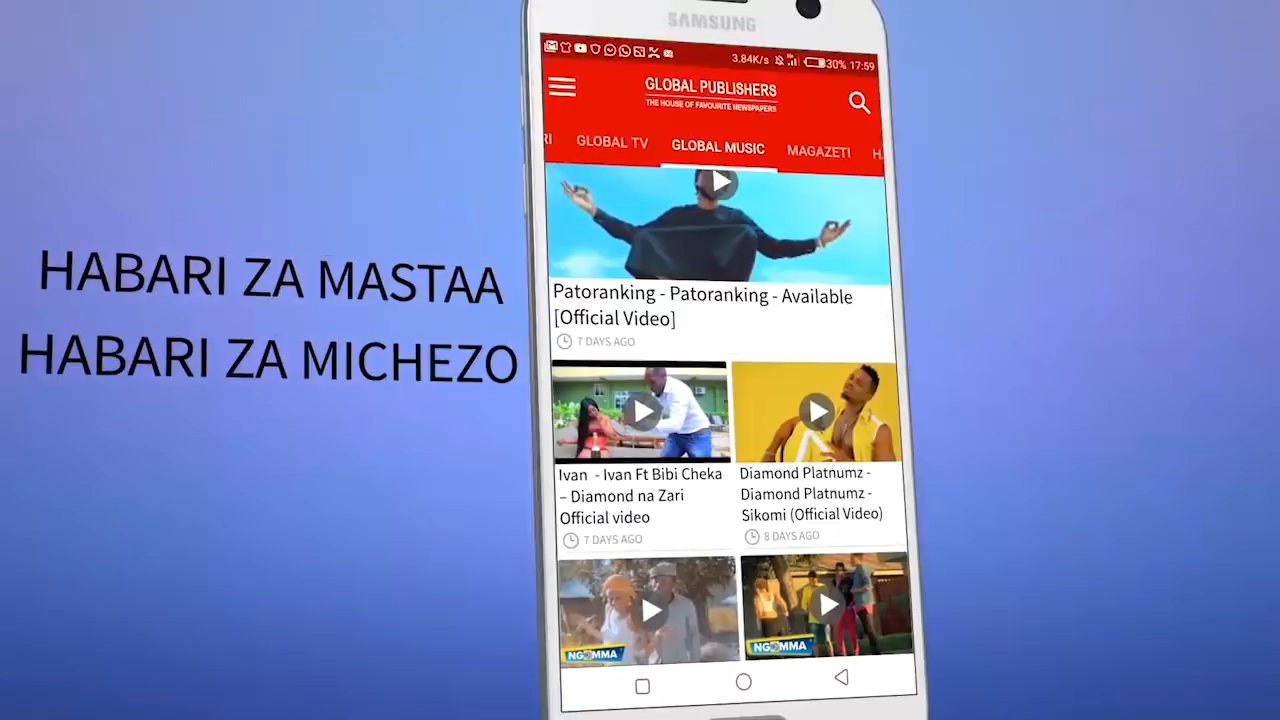 HABARI ZA MASTAA
HABARI ZA MICHEZO
SAMSUNG
3.84K/s 30% 17:59
GLOBAL PUBLISHERS
THE HOUSE OF FAVOURITE NEWSPAPERS
RI GLOBAL TV GLOBAL MUSIC MAGAZETI H
Patoranking - Patoranking - Available
[Official Video]
7 DAYS AGO
Ivan - Ivan Ft Bibi Cheka
– Diamond na Zari
Official video
7 DAYS AGO
Diamond Platnumz -
Diamond Platnumz -
Sikomi (Official Video)
8 DAYS AGO
NGOMMA
NGOMMA